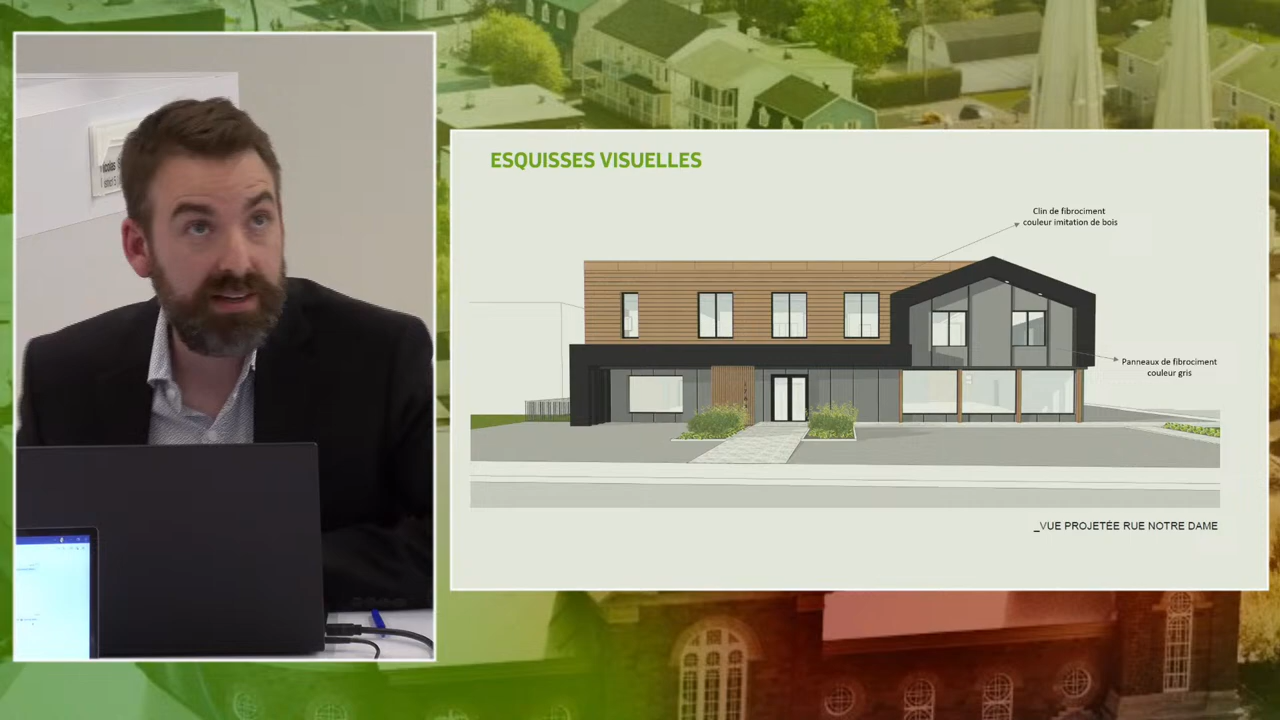 ESQUISSES VISUELLES
Clin de fibrociment
couleur imitation de bois
Panneaux de fibrociment
couleur gris
_VUE PROJETÉE RUE NOTRE DAME